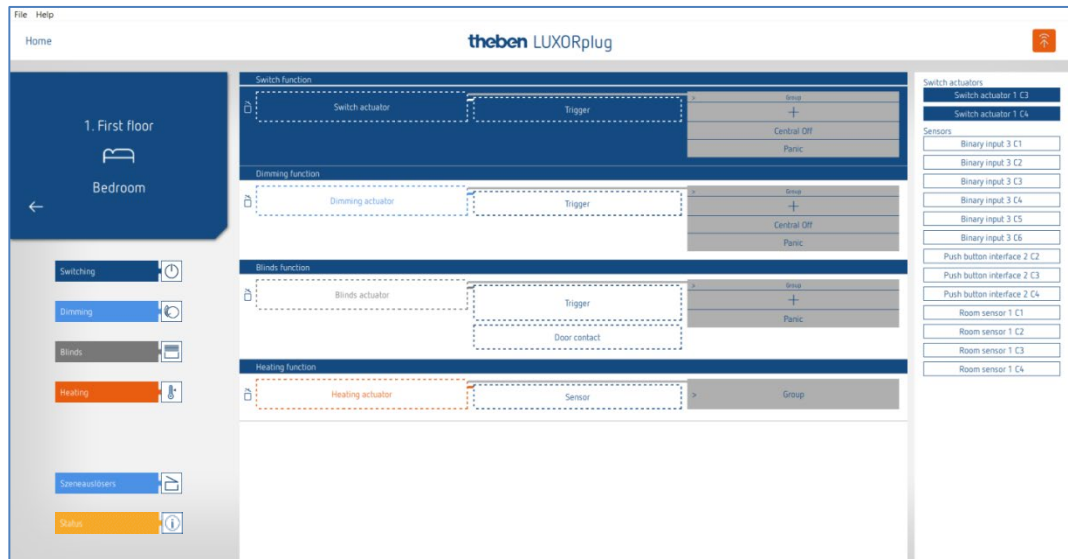 File Help
Home
theben LUXORplug
1. First floor
Bedroom
Switching
Dimming
Blinds
Heating
Szeneauslösers
Status
Switch function
Switch actuator
Trigger
> Group
+
Central Off
Panic
Dimming function
Dimming actuator
Trigger
> Group
+
Central Off
Panic
Blinds function
Blinds actuator
Trigger
Door contact
> Group
+
Panic
Heating function
Heating actuator
Sensor
> Group
Switch actuators
Switch actuator 1 C3
Switch actuator 1 C4
Sensors
Binary input 3 C1
Binary input 3 C2
Binary input 3 C3
Binary input 3 C4
Binary input 3 C5
Binary input 3 C6
Push button interface 2 C2
Push button interface 2 C3
Push button interface 2 C4
Room sensor 1 C1
Room sensor 1 C2
Room sensor 1 C3
Room sensor 1 C4